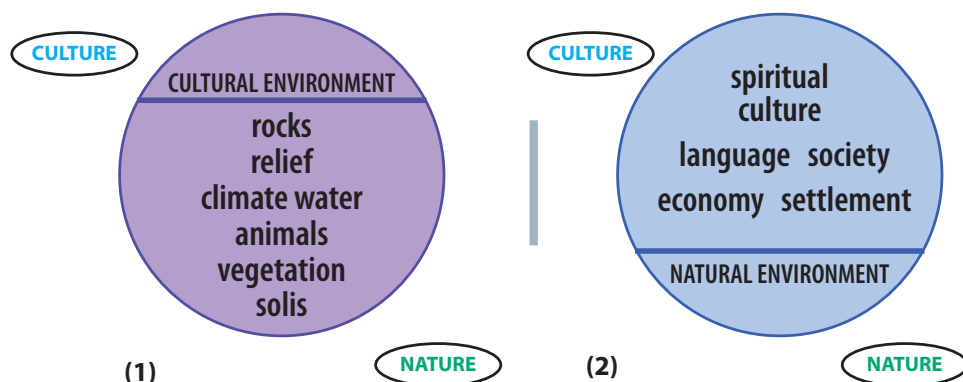 CULTURE
CULTURAL ENVIRONMENT
rocks
relief
climate water
animals
vegetation
solis
(1)
NATURE
CULTURE
spiritual
culture
language society
economy settlement
NATURAL ENVIRONMENT
(2)
NATURE